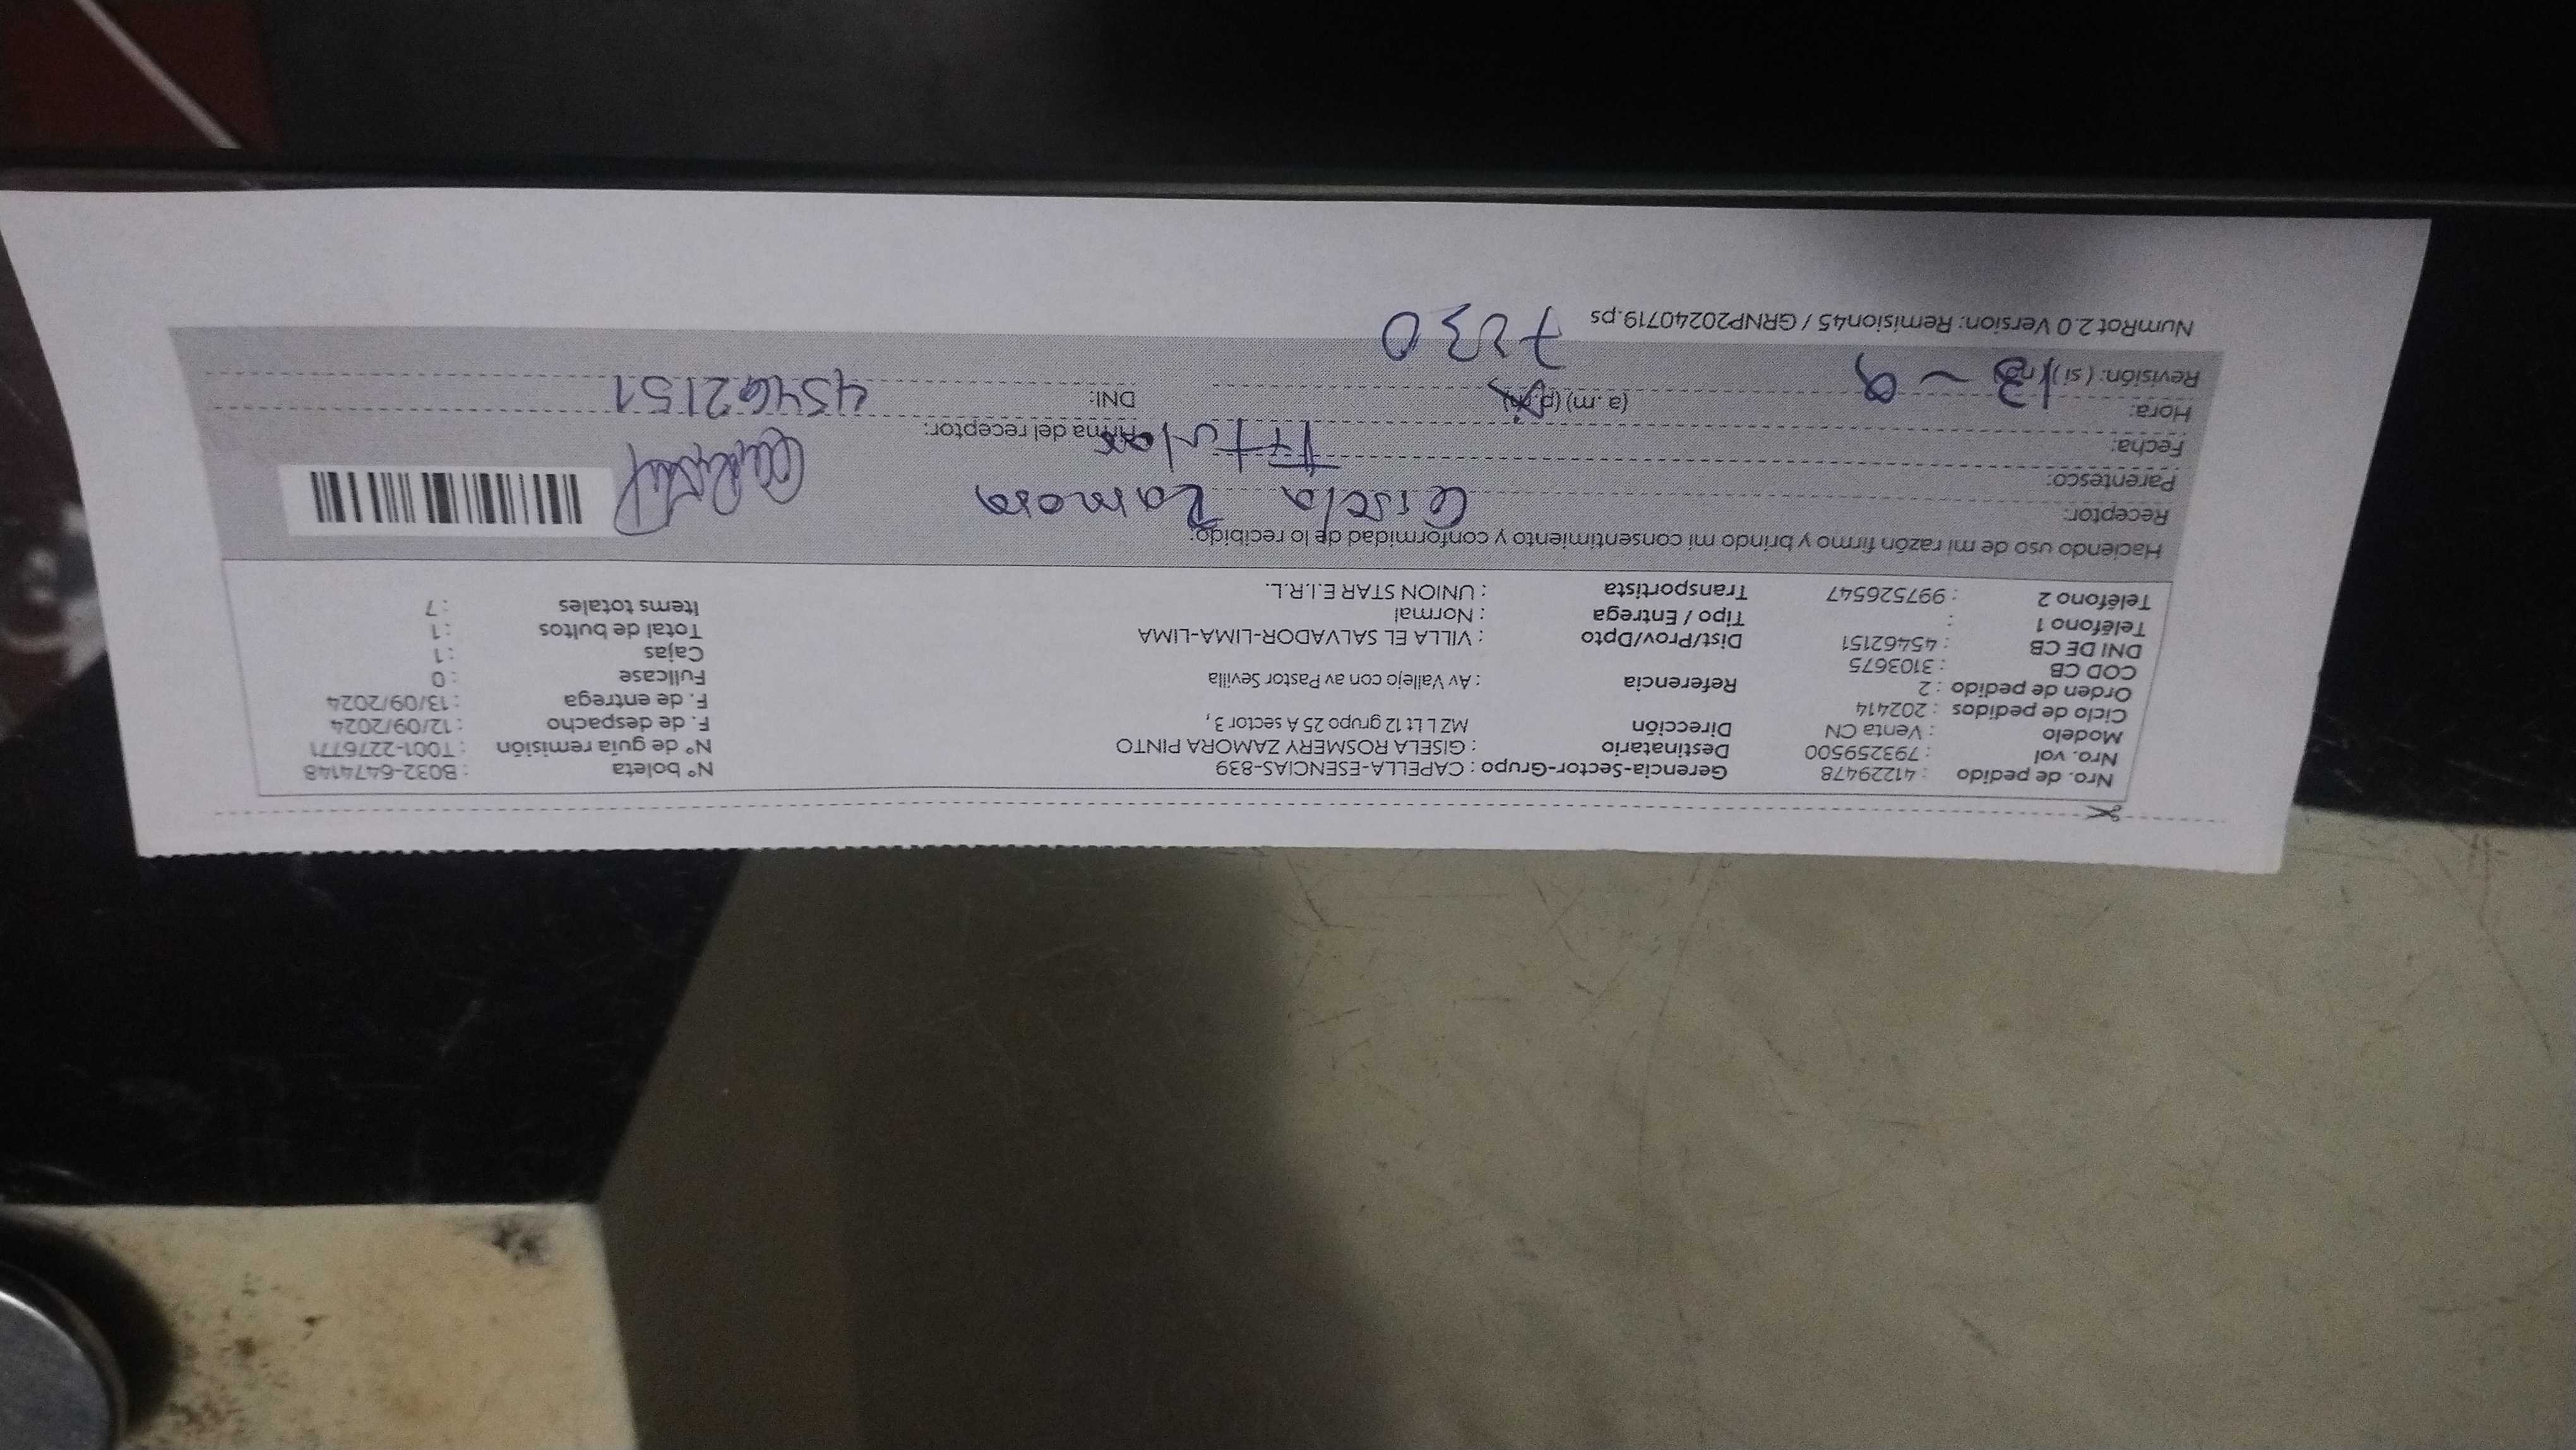 Nro. de pedido : 41229478 Gerencia-Sector-Grupo : CAPELLA-ESENCIAS-839 N° boleta : B032-6474148
Nro. vol : 793259500 Destinatario : GISELA ROSMERY ZAMORA PINTO N° de guía remisión : T001-2276771
Modelo : Venta CN Dirección MZ L Lt 12 grupo 25 A sector 3 , F. de despacho : 12/09/2024
Ciclo de pedidos : 202414 F. de entrega : 13/09/2024
Orden de pedido : 2 Referencia : Av Vallejo con av Pastor Sevilla Fullcase : 0
COD CB : 3103675 Cajas : 1
DNI DE CB : 45462151 Dist/Prov/Dpto : VILLA EL SALVADOR-LIMA-LIMA Total de bultos : 1
Teléfono 1 : Tipo / Entrega : Normal Items totales : 7
Teléfono 2 : 997526547 Transportista : UNION STAR E.I.R.L.
Haciendo uso de mi razón firmo y brindo mi consentimiento y conformidad de lo recibido:
Receptor: Gisela Zamora
Parentesco: Titular
Fecha: 13-9 Firma del receptor:
Hora: 7:30 (a.m) (p.m) DNI: 45462151
Revisión: ( si ) ( no )
NumRot 2.0 Version: Remision45 / GRNP20240719.ps